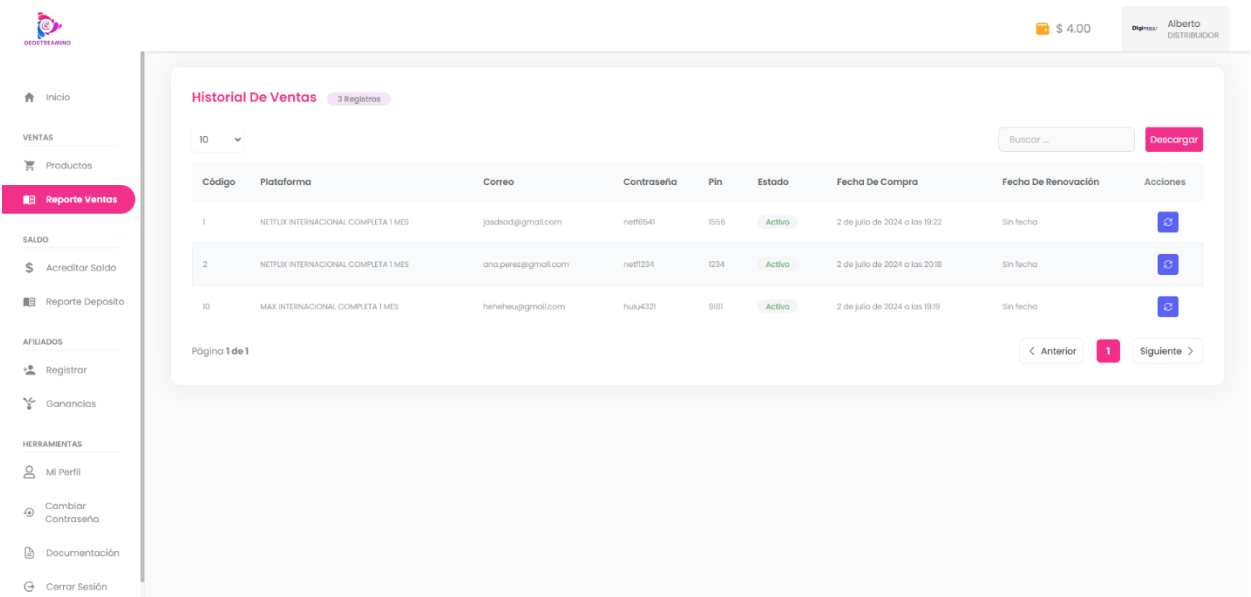 GEOSTREAMING
$ 4.00
Alberto
DISTRIBUIDOR
Inicio
VENTAS
Productos
Reporte Ventas
SALDO
Acreditar Saldo
Reporte Deposito
AFILIADOS
Registrar
Ganancias
HERRAMIENTAS
Mi Perfil
Cambiar
Contraseña
Documentación
Cerrar Sesión
Historial De Ventas 3 Registros
10
Buscar ...
Descargar
Código Plataforma Correo Contraseña Pin Estado Fecha De Compra Fecha De Renovación Acciones
1 NETFLIX INTERNACIONAL COMPLETA 1 MES jasdsad@gmail.com netf6541 1556 Activo 2 de julio de 2024 a las 19:22 Sin fecha
2 NETFLIX INTERNACIONAL COMPLETA 1 MES ana.perez@gmail.com netf1234 1234 Activo 2 de julio de 2024 a las 20:18 Sin fecha
10 MAX INTERNACIONAL COMPLETA 1 MES heheheu@gmail.com hulu4321 9181 Activo 2 de julio de 2024 a las 19:19 Sin fecha
Página 1 de 1
Anterior 1 Siguiente